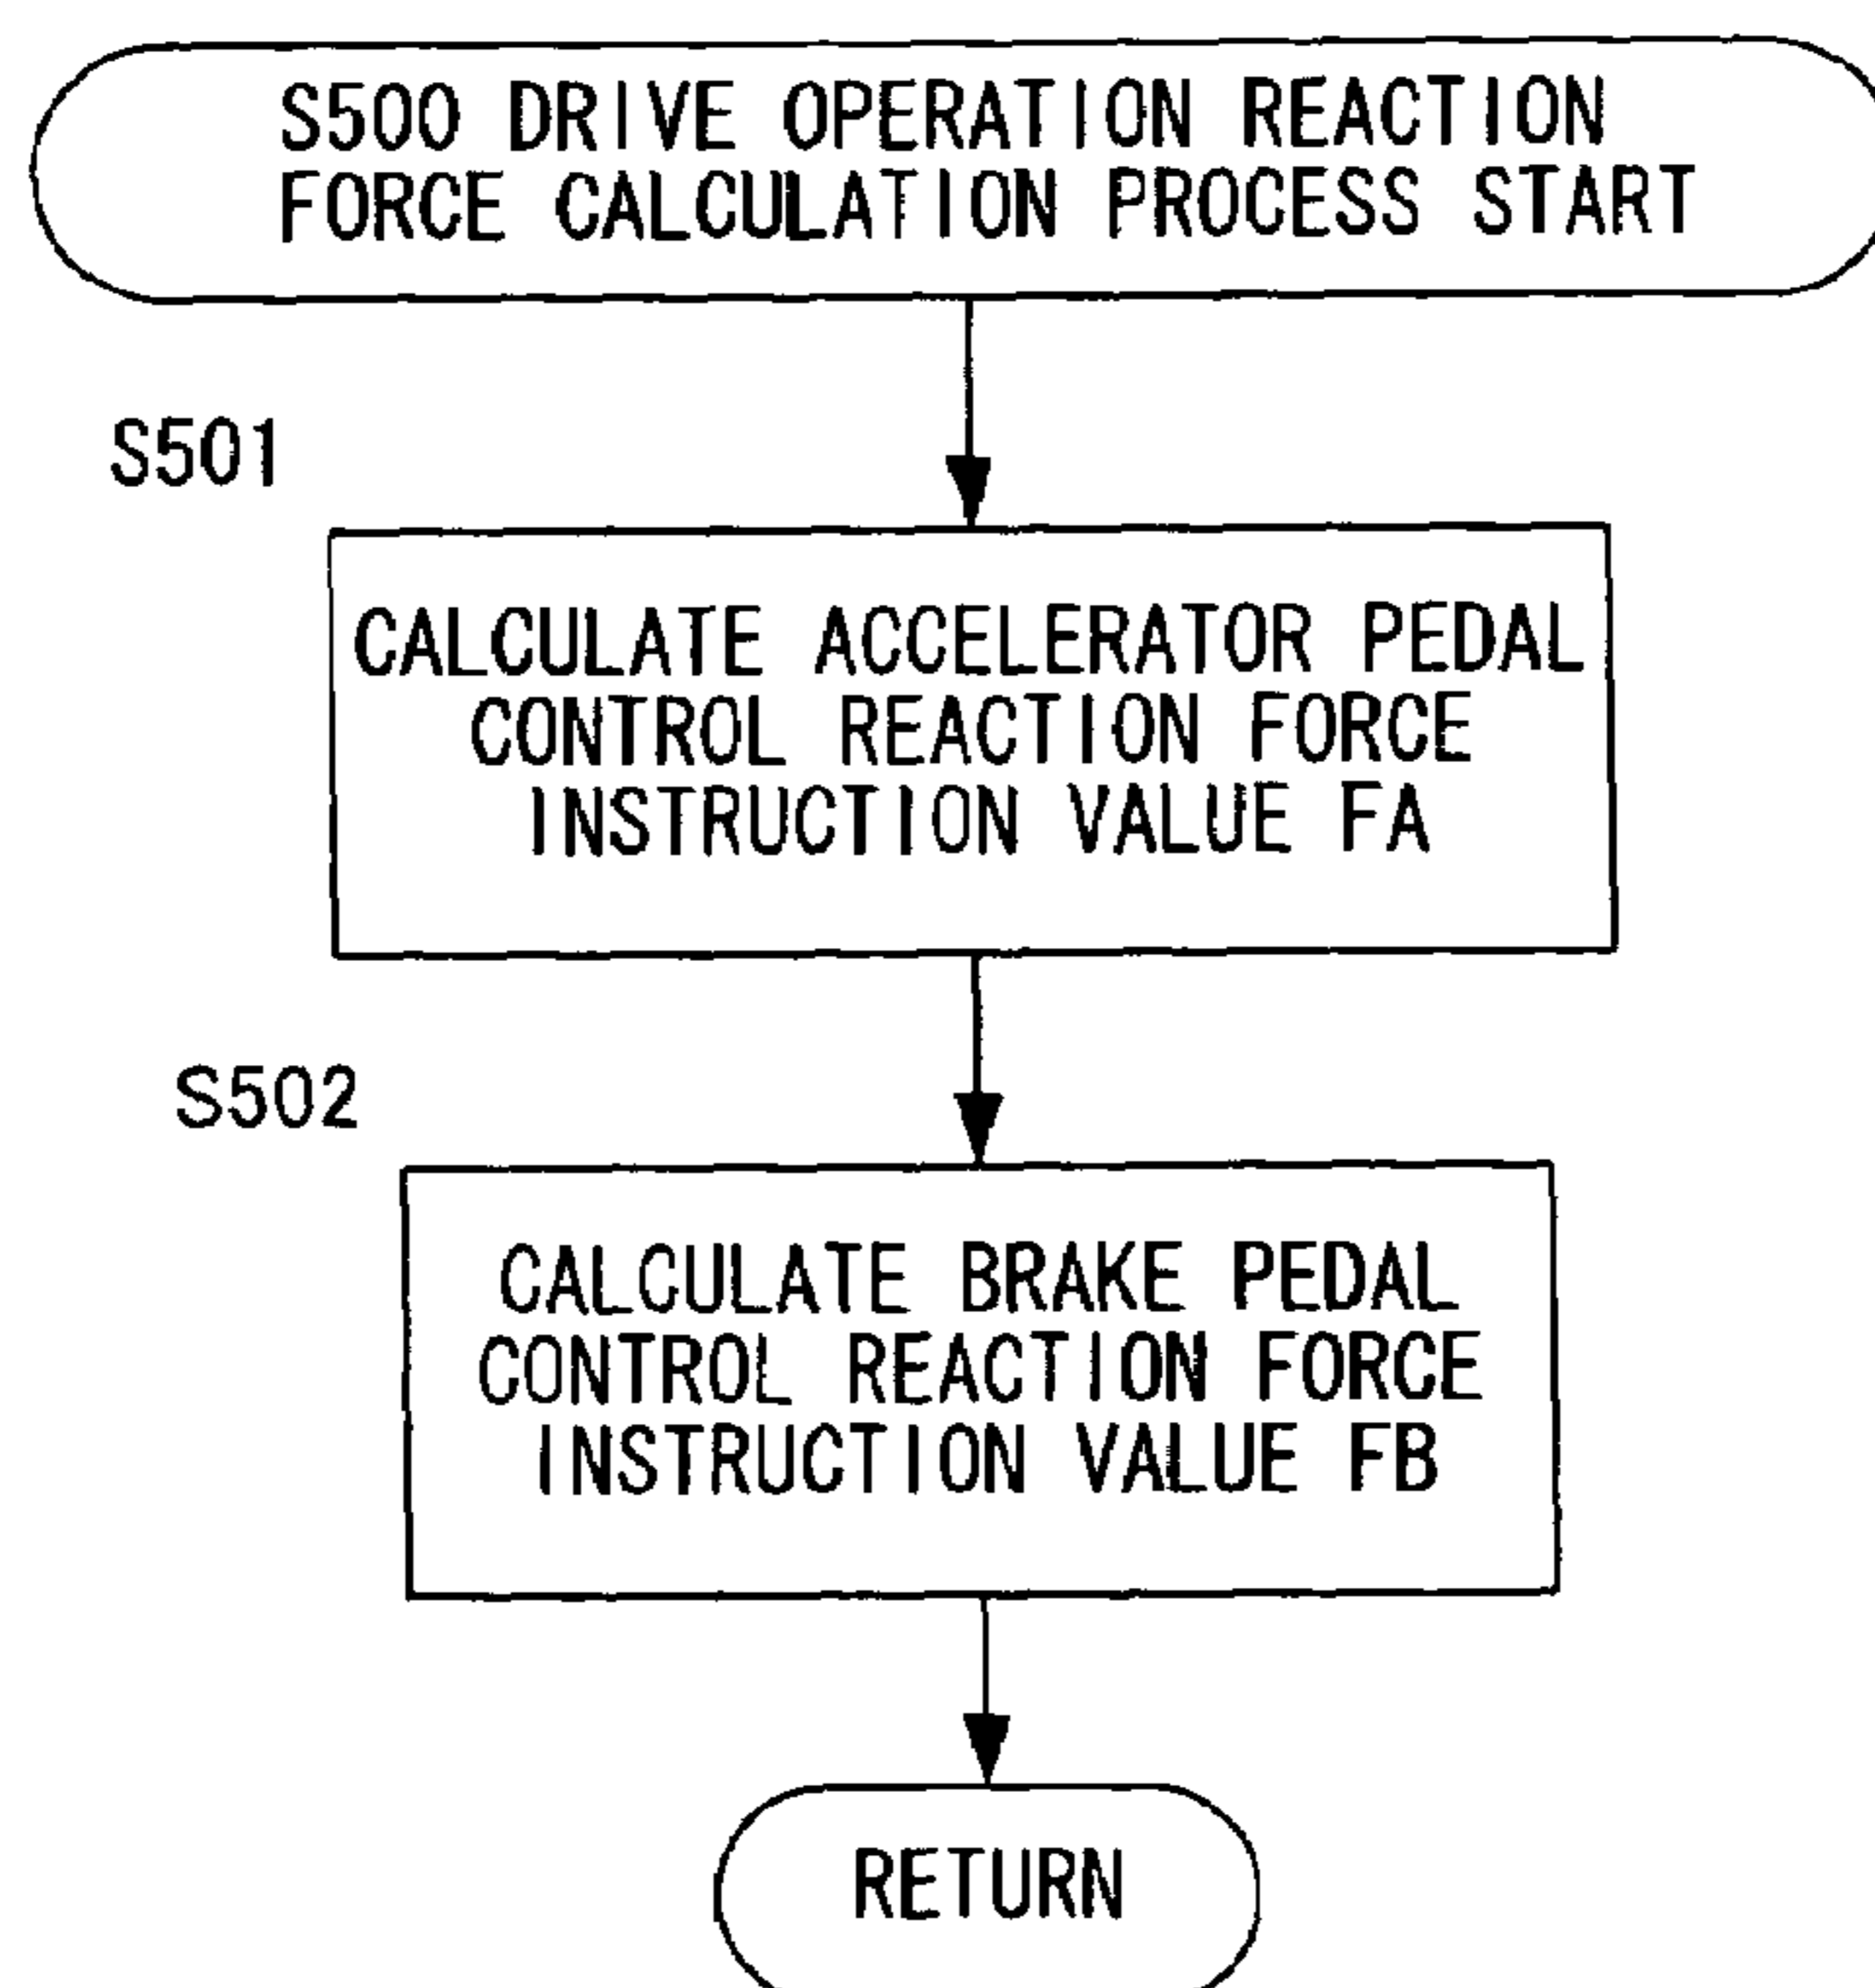 S500 DRIVE OPERATION REACTION
FORCE CALCULATION PROCESS START
S501
CALCULATE ACCELERATOR PEDAL
CONTROL REACTION FORCE
INSTRUCTION VALUE FA
S502
CALCULATE BRAKE PEDAL
CONTROL REACTION FORCE
INSTRUCTION VALUE FB
RETURN